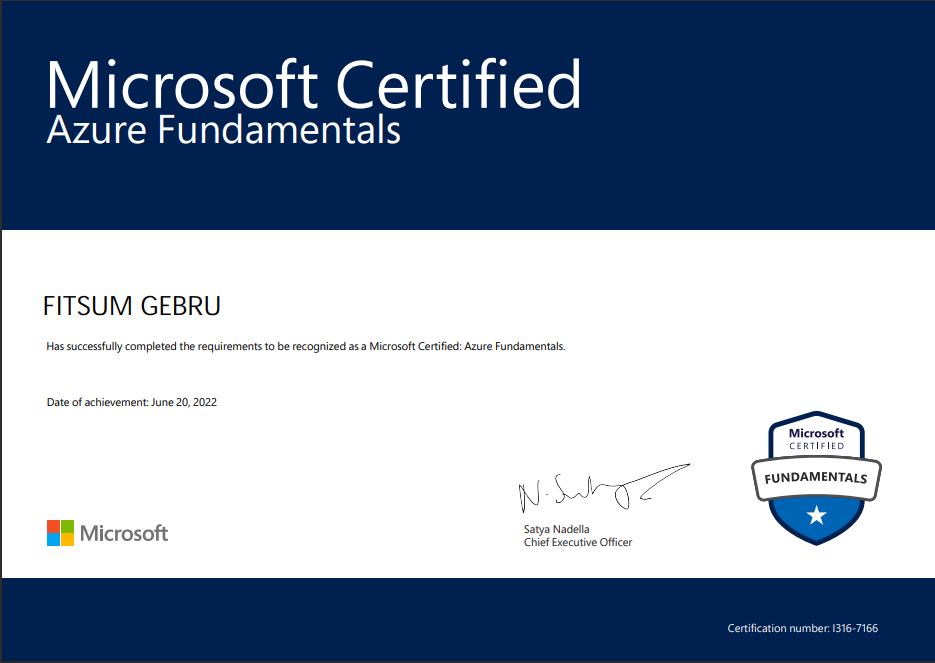 Microsoft Certified
Azure Fundamentals
FITSUM GEBRU
Has successfully completed the requirements to be recognized as a Microsoft Certified: Azure Fundamentals.
Date of achievement: June 20, 2022
Microsoft
CERTIFIED
FUNDAMENTALS
N. Satya
Microsoft
Satya Nadella
Chief Executive Officer
Certification number: I316-7166